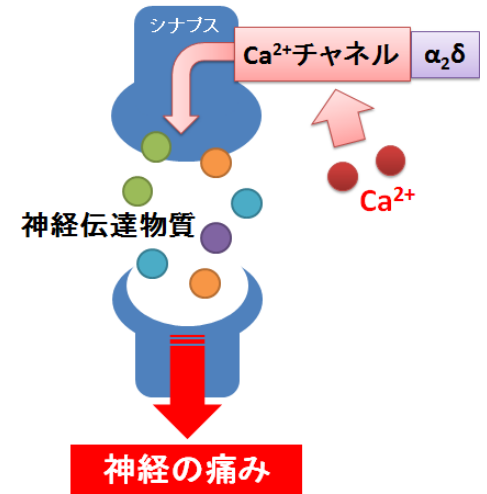 シナプス
Ca²⁺チャネル
α₂δ
Ca²⁺
神経伝達物質
神経の痛み